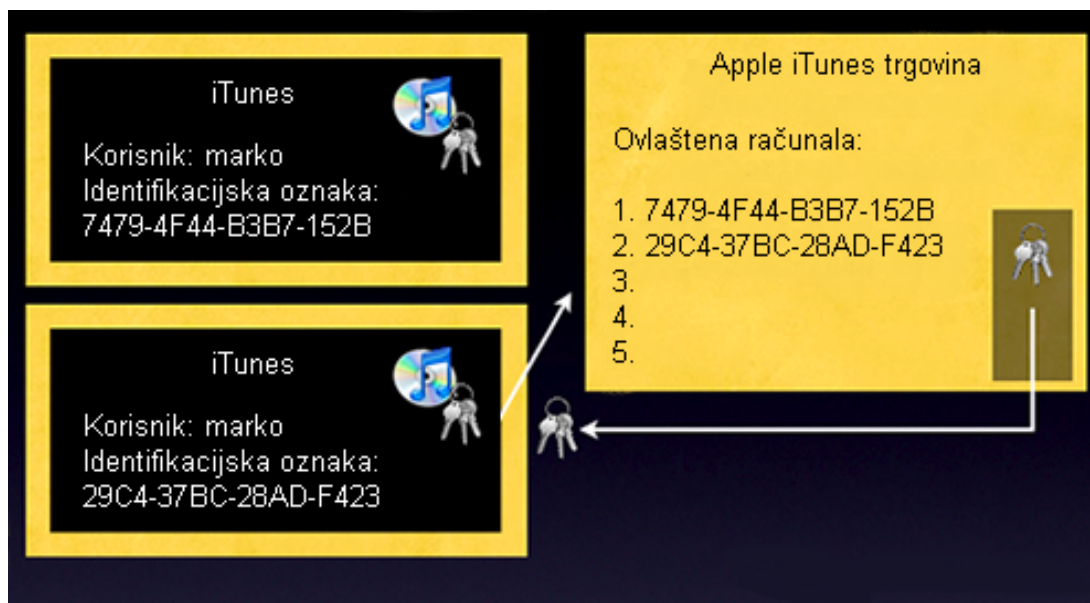 iTunes
Korisnik: marko
Identifikacijska oznaka:
7479-4F44-B3B7-152B
iTunes
Korisnik: marko
Identifikacijska oznaka:
29C4-37BC-28AD-F423
Apple iTunes trgovina
Ovlaštena računala:
1. 7479-4F44-B3B7-152B
2. 29C4-37BC-28AD-F423
3.
4.
5.